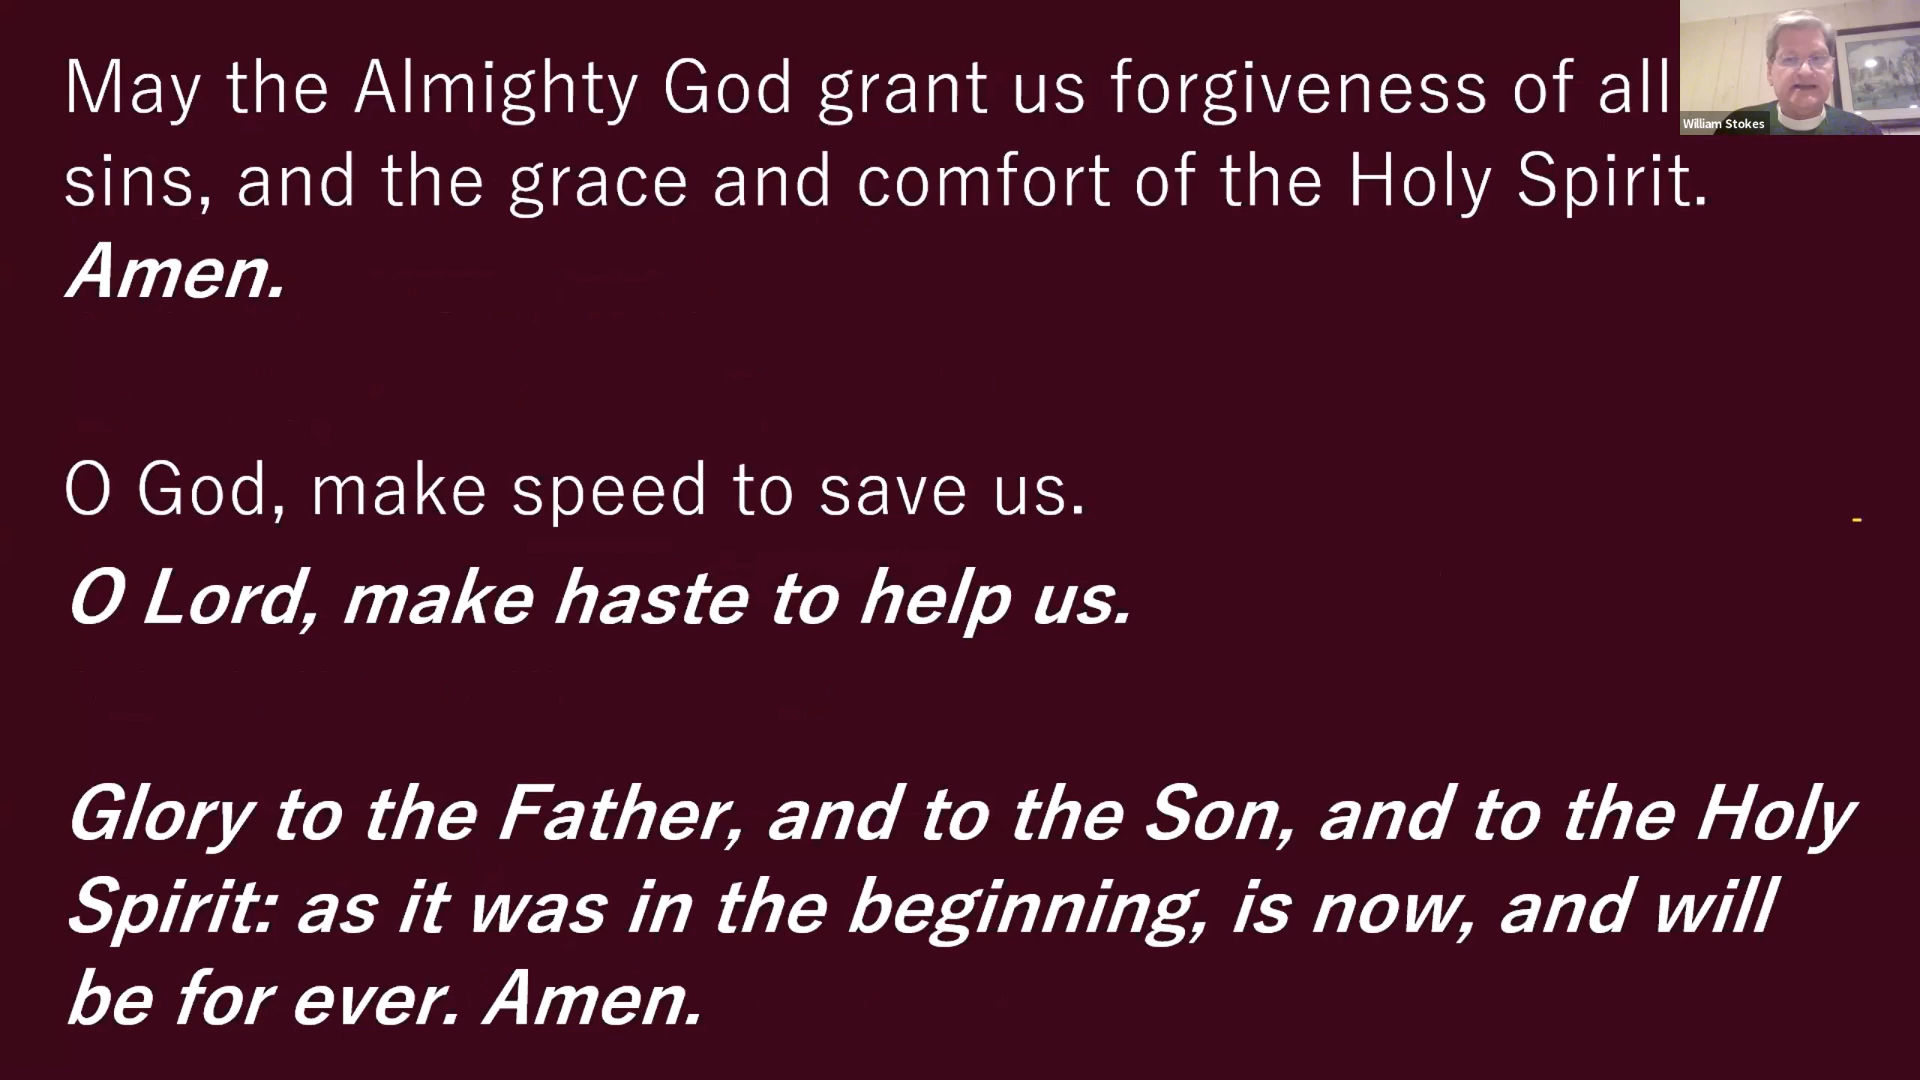 May the Almighty God grant us forgiveness of all
sins, and the grace and comfort of the Holy Spirit.
Amen.
O God, make speed to save us.
O Lord, make haste to help us.
Glory to the Father, and to the Son, and to the Holy
Spirit: as it was in the beginning, is now, and will
be for ever. Amen.
William Stokes